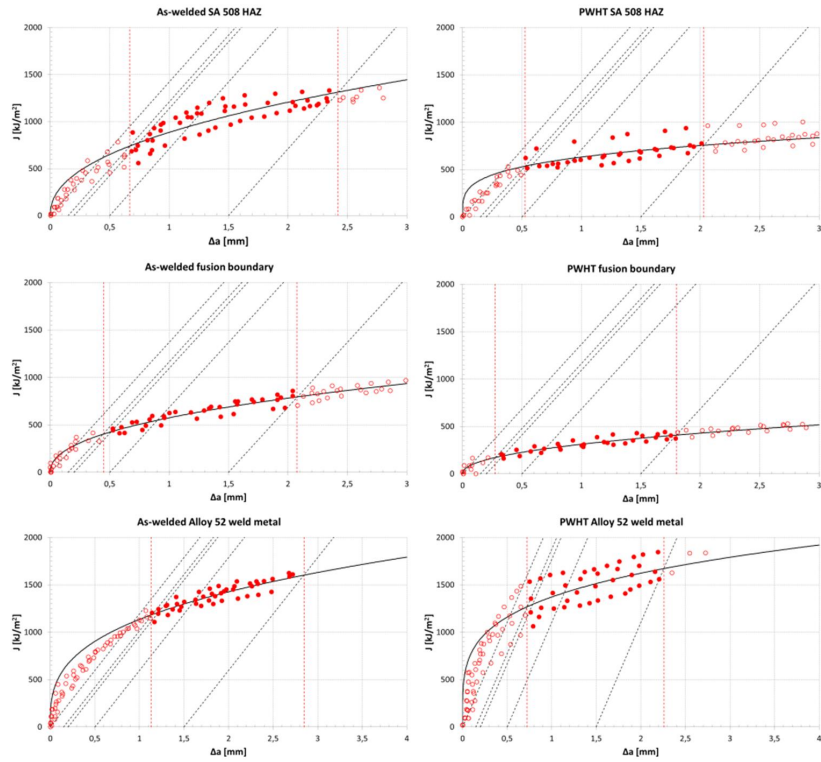 As-welded SA 508 HAZ
2000
1500
1000
500
0
J [kJ/m²]
0 0,5 1 1,5 2 2,5 3
Δa [mm]
PWHT SA 508 HAZ
2000
1500
1000
500
0
J [kJ/m²]
0 0,5 1 1,5 2 2,5 3
Δa [mm]
As-welded fusion boundary
2000
1500
1000
500
0
J [kJ/m²]
0 0,5 1 1,5 2 2,5 3
Δa [mm]
PWHT fusion boundary
2000
1500
1000
500
0
J [kJ/m²]
0 0,5 1 1,5 2 2,5 3
Δa [mm]
As-welded Alloy 52 weld metal
2000
1500
1000
500
0
J [kJ/m²]
0 0,5 1 1,5 2 2,5 3 3,5 4
Δa [mm]
PWHT Alloy 52 weld metal
2000
1500
1000
500
0
J [kJ/m²]
0 0,5 1 1,5 2 2,5 3 3,5 4
Δa [mm]